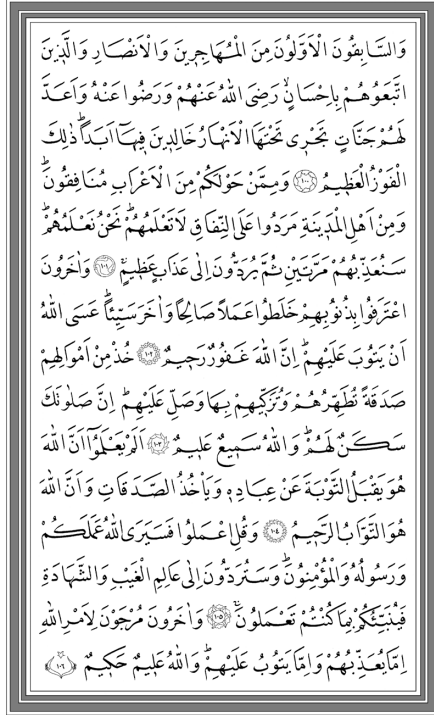 وَالسَّابِقُونَ الْاَوَّلُونَ مِنَ الْمُهَاجِرٖينَ وَالْاَنْصَارِ وَالَّذٖينَ
اتَّبَعُوهُمْ بِاِحْسَانٍۙ رَضِيَ اللّٰهُ عَنْهُمْ وَرَضُوا عَنْهُ وَاَعَدَّ
لَهُمْ جَنَّاتٍ تَجْرٖي تَحْتَهَا الْاَنْهَارُ خَالِدٖينَ فٖيهَٓا اَبَدًاۜ ذٰلِكَ
الْفَوْزُ الْعَظٖيمُ ﴿١٠٠﴾ وَمِمَّنْ حَوْلَكُمْ مِنَ الْاَعْرَابِ مُنَافِقُونَۜ
وَمِنْ اَهْلِ الْمَدٖينَةِ مَرَدُوا عَلَى النِّفَاقِ لَا تَعْلَمُهُمْۜ نَحْنُ نَعْلَمُهُمْۜ
سَنُعَذِّبُهُمْ مَرَّتَيْنِ ثُمَّ يُرَدُّونَ اِلٰى عَذَابٍ عَظٖيمٍۚ ﴿١٠١﴾ وَاٰخَرُونَ
اعْتَرَفُوا بِذُنُوبِهِمْ خَلَطُوا عَمَلًا صَالِحًا وَاٰخَرَ سَيِّئًاۜ عَسَى اللّٰهُ
اَنْ يَتُوبَ عَلَيْهِمْۜ اِنَّ اللّٰهَ غَفُورٌ رَحٖيمٌ ﴿١٠٢﴾ خُذْ مِنْ اَمْوَالِهِمْ
صَدَقَةً تُطَهِّرُهُمْ وَتُزَكّٖيهِمْ بِهَا وَصَلِّ عَلَيْهِمْۜ اِنَّ صَلٰوتَكَ
سَكَنٌ لَهُمْۜ وَاللّٰهُ سَمٖيعٌ عَلٖيمٌ ﴿١٠٣﴾ اَلَمْ يَعْلَمُٓوا اَنَّ اللّٰهَ
هُوَ يَقْبَلُ التَّوْبَةَ عَنْ عِبَادِهٖ وَيَأْخُذُ الصَّدَقَاتِ وَاَنَّ اللّٰهَ
هُوَ التَّوَّابُ الرَّحٖيمُ ﴿١٠٤﴾ وَقُلِ اعْمَلُوا فَسَيَرَى اللّٰهُ عَمَلَكُمْ
وَرَسُولُهُ وَالْمُؤْمِنُونَۜ وَسَتُرَدُّونَ اِلٰى عَالِمِ الْغَيْبِ وَالشَّهَادَةِ
فَيُنَبِّئُكُمْ بِمَا كُنْتُمْ تَعْمَلُونَۚ ﴿١٠٥﴾ وَاٰخَرُونَ مُرْجَوْنَ لِاَمْرِ اللّٰهِ
اِمَّا يُعَذِّبُهُمْ وَاِمَّا يَتُوبُ عَلَيْهِمْۜ وَاللّٰهُ عَلٖيمٌ حَكٖيمٌ ﴿١٠٦﴾